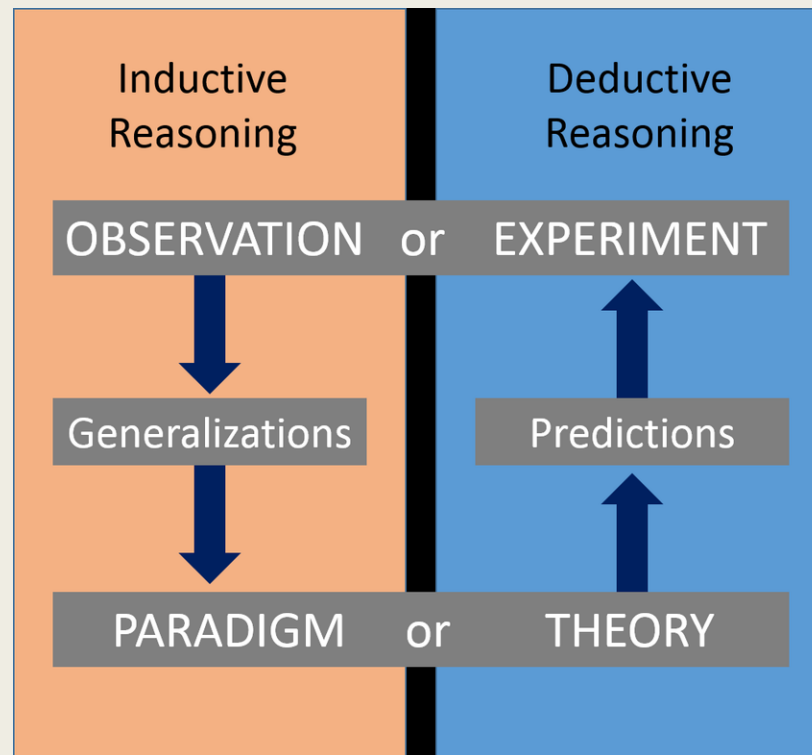 Inductive
Reasoning
Deductive
Reasoning
OBSERVATION or EXPERIMENT
Generalizations
Predictions
PARADIGM or THEORY